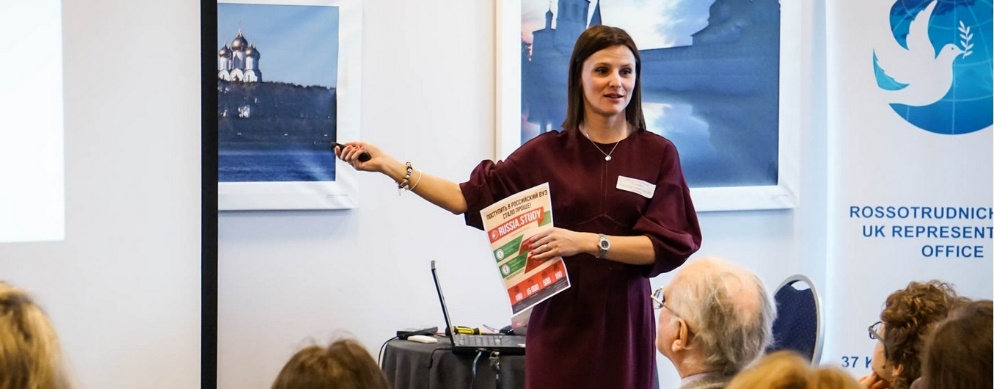 ПОСТУПИТЬ В РОССИЙСКИЙ ВУЗ
СТАЛО ПРОЩЕ!
RUSSIA.STUDY
ROSSOTRUDNICH
UK REPRESENT
OFFICE
37 K